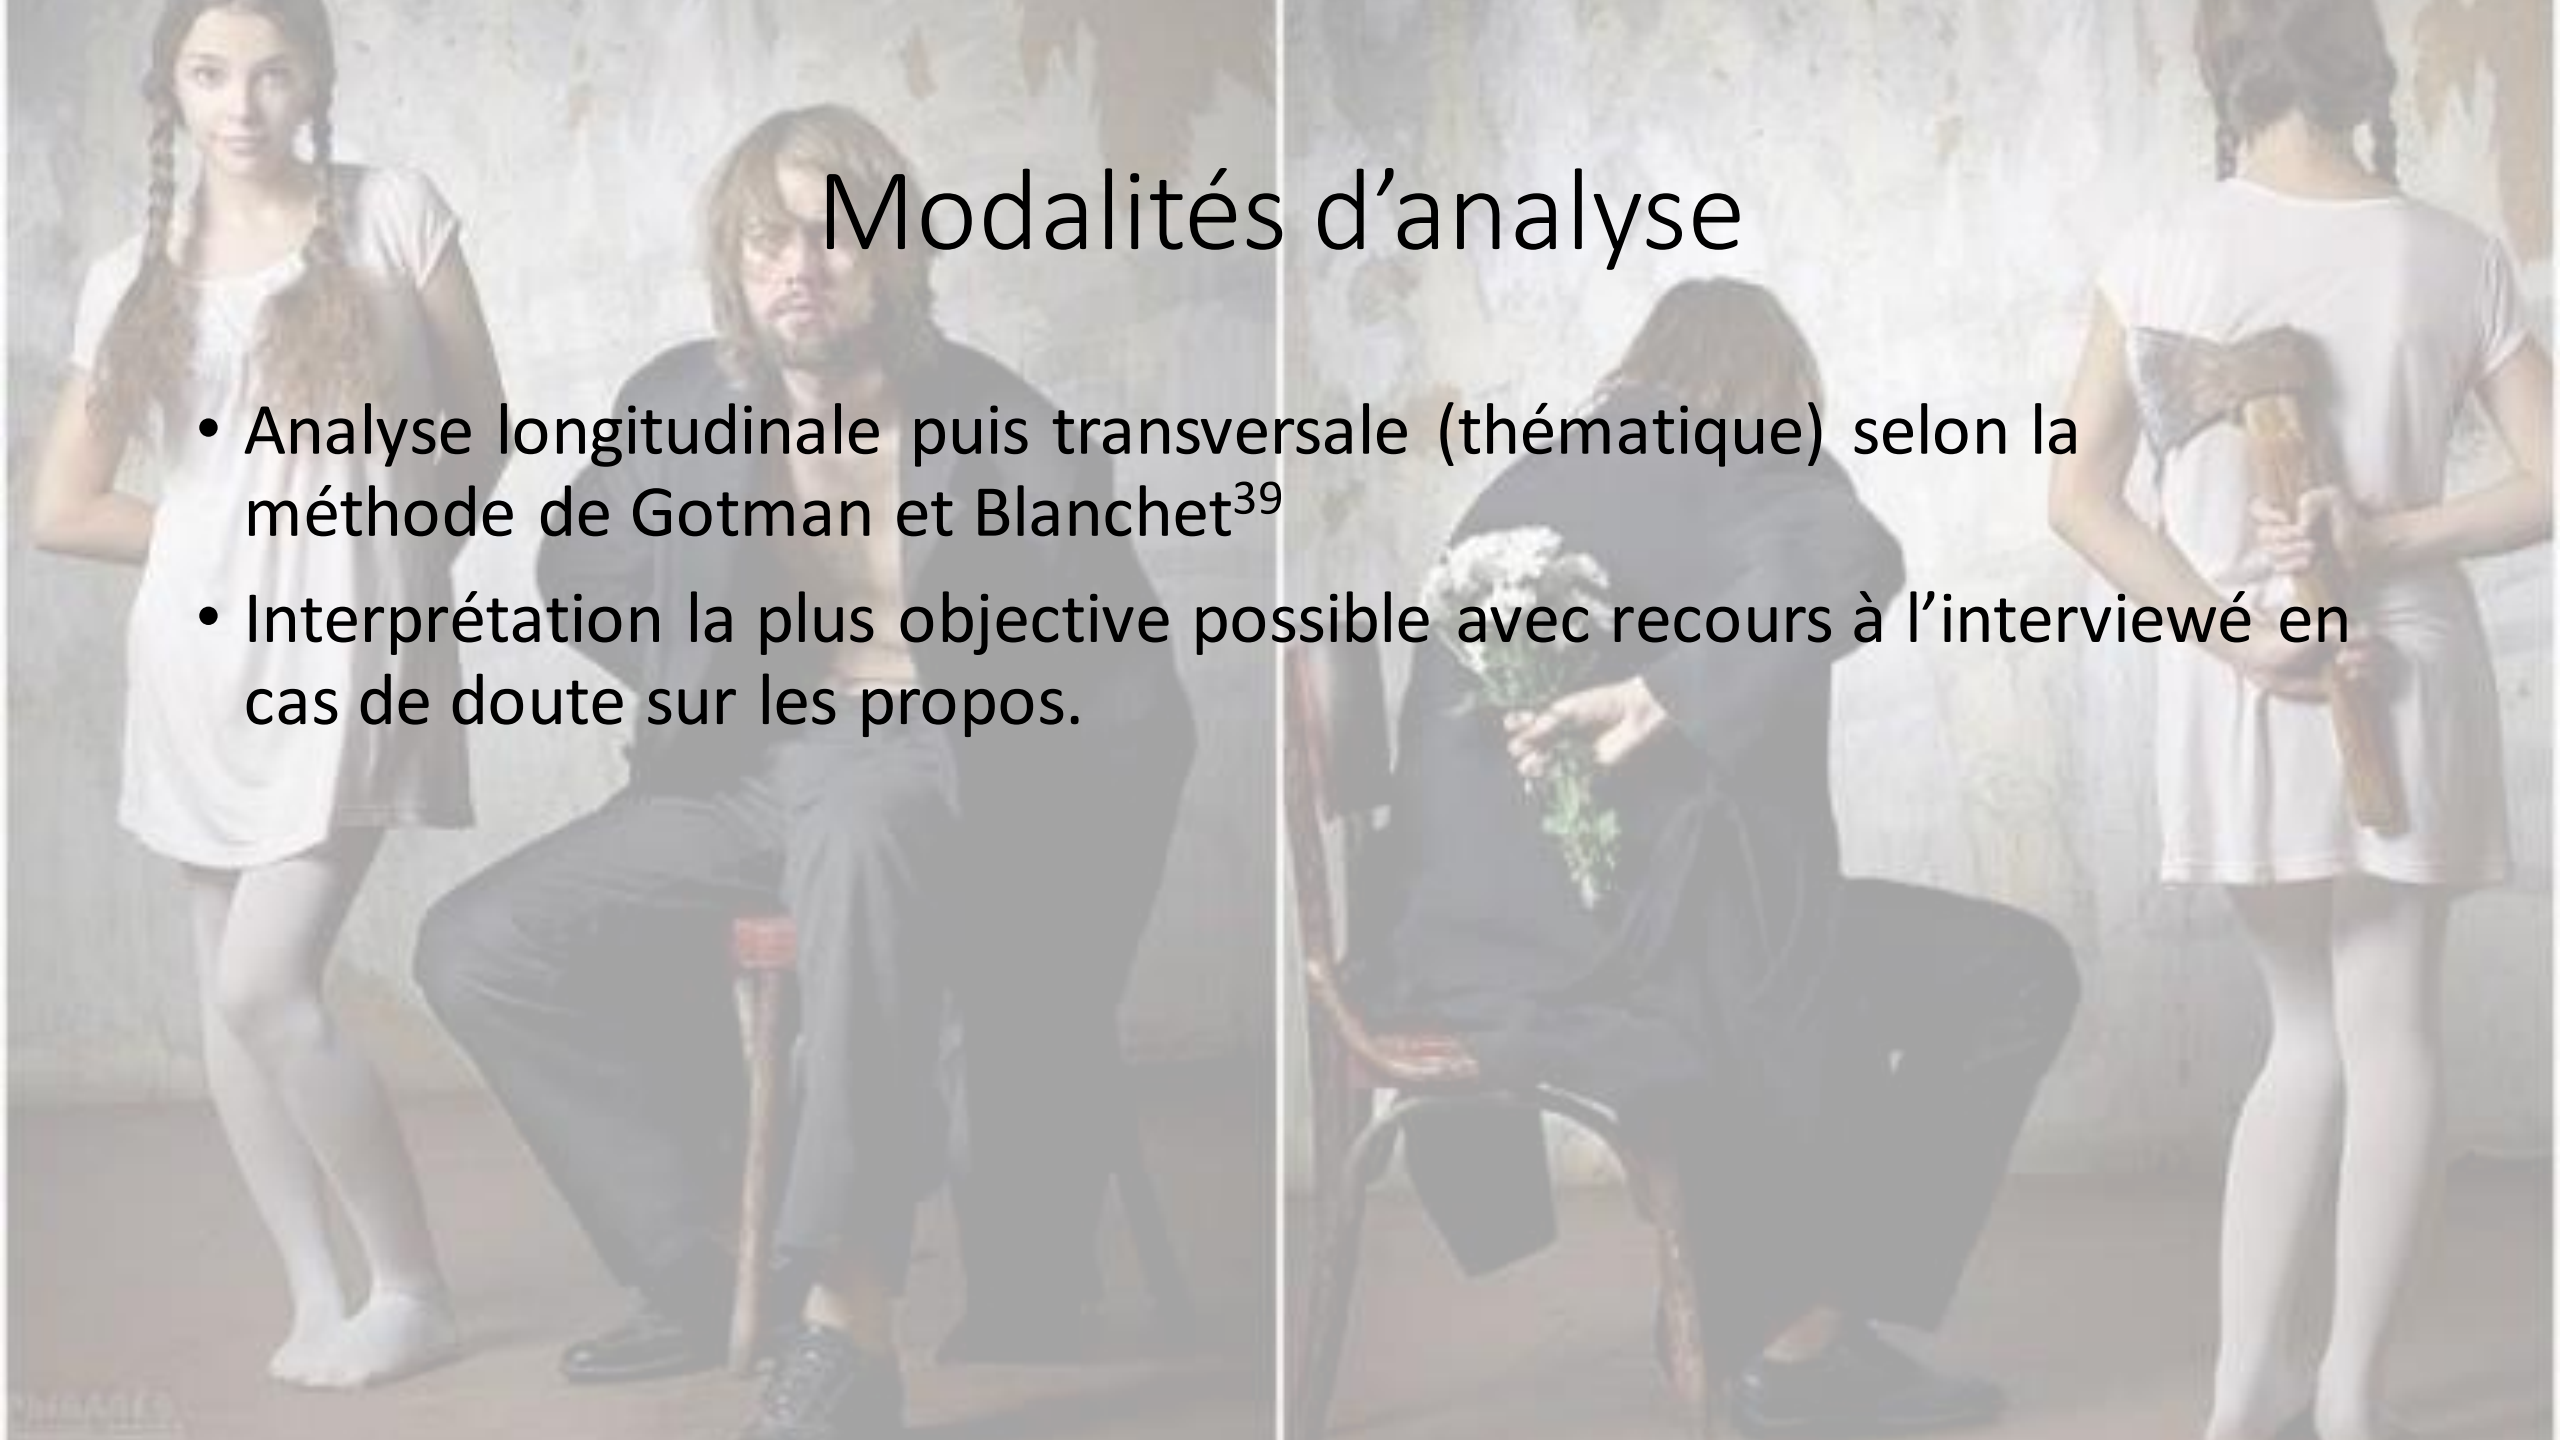 Modalités d’analyse
• Analyse longitudinale puis transversale (thématique) selon la
méthode de Gotman et Blanchet³⁹
• Interprétation la plus objective possible avec recours à l’interviewé en
cas de doute sur les propos.